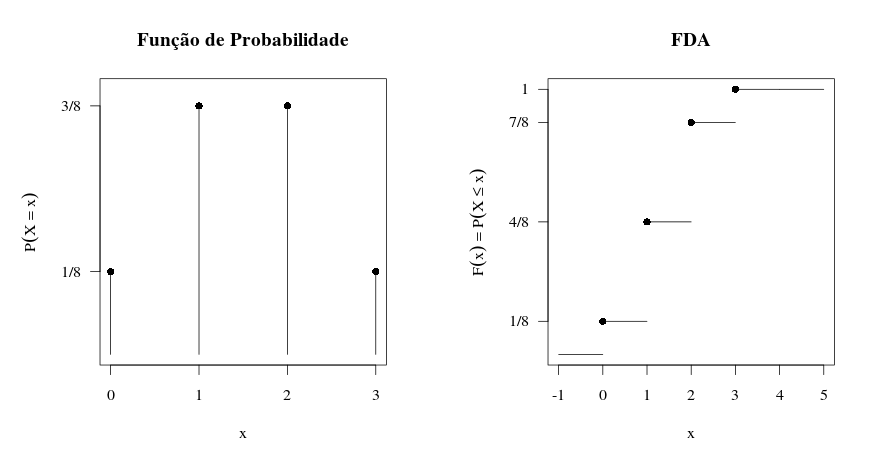 Função de Probabilidade
P(X = x)
3/8
1/8
0 1 2 3
x
FDA
F(x) = P(X ≤ x)
1
7/8
4/8
1/8
-1 0 1 2 3 4 5
x